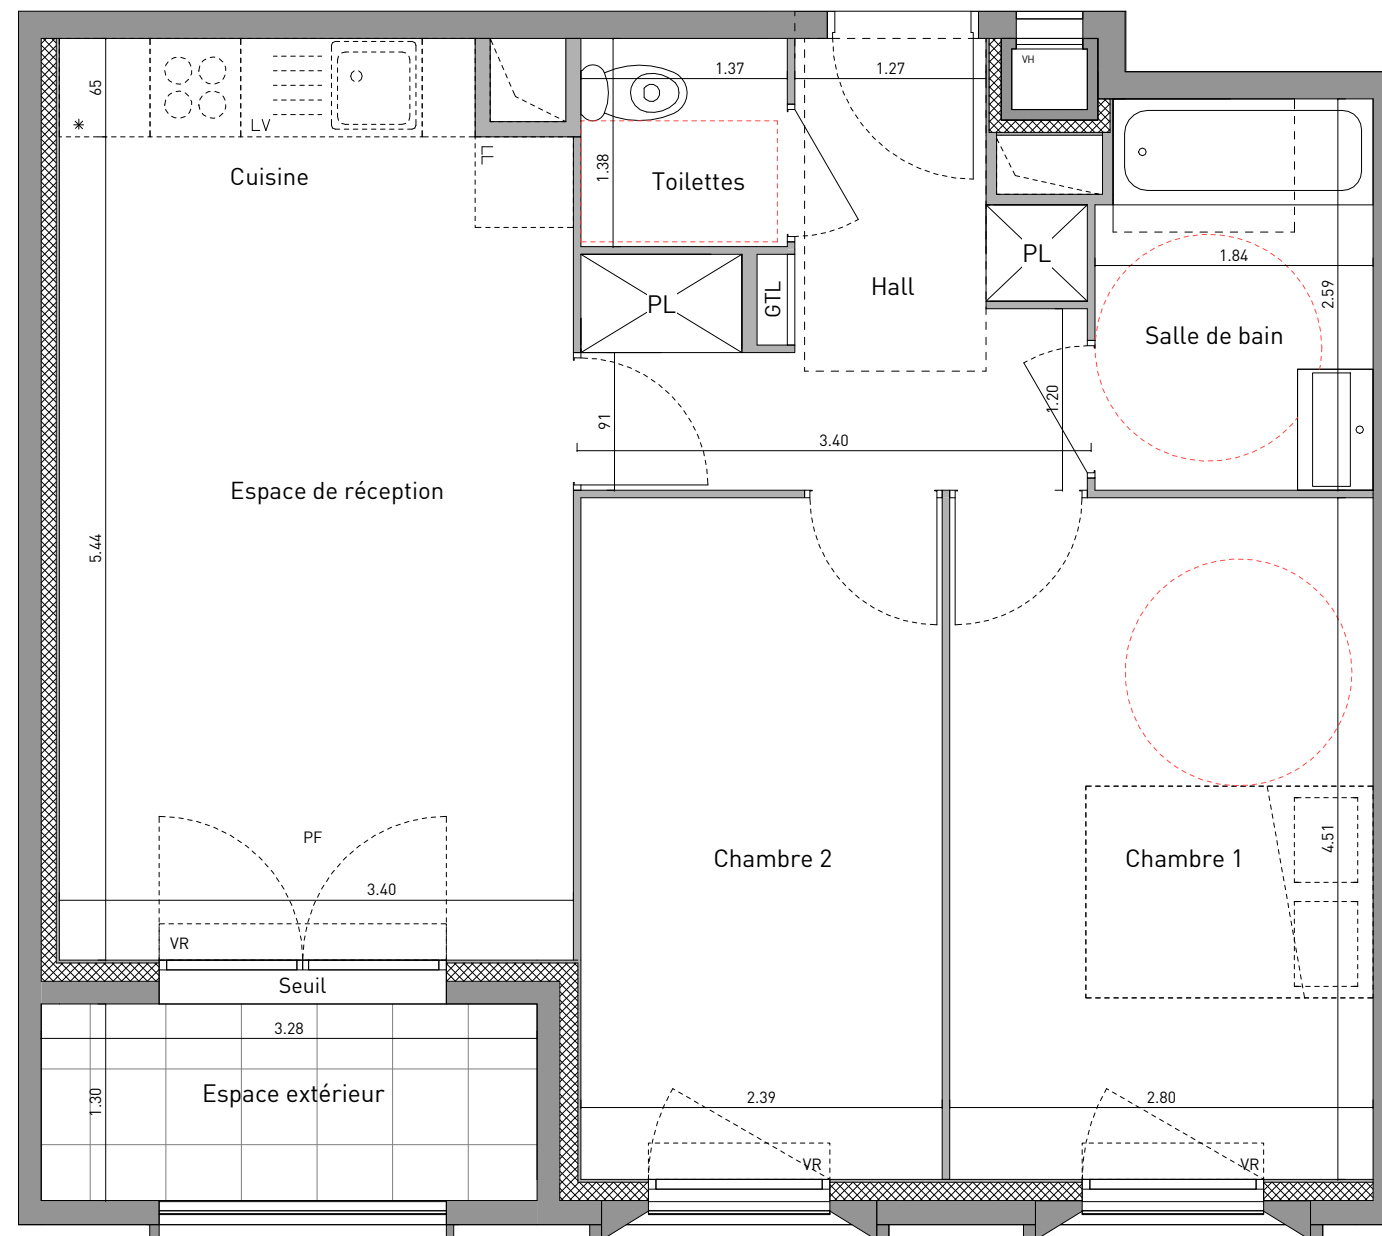 VH
65
1.37
1.27
LV
*
Cuisine
1.38
Toilettes
PL
1.84
PL
GTL
Hall
2.59
Salle de bain
91
1.20
3.40
Espace de réception
5.44
PF
4.51
Chambre 2
Chambre 1
3.40
VR
Seuil
3.28
Espace extérieur
1.30
2.39
2.80
VR
VR